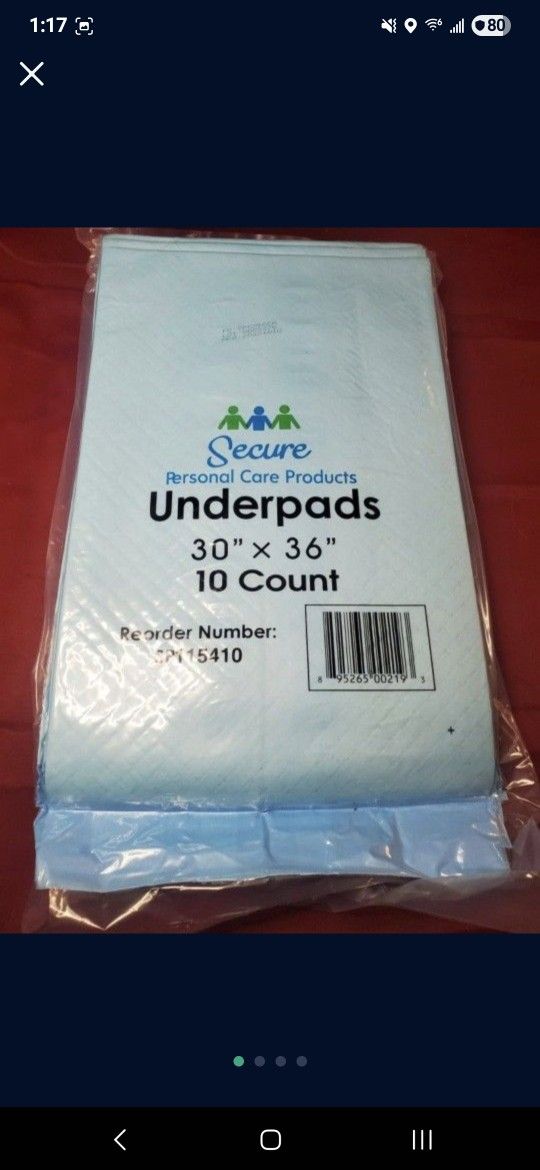 1:17
80
Secure
Personal Care Products
Underpads
30" × 36"
10 Count
Reorder Number:
8 95265 00219 3